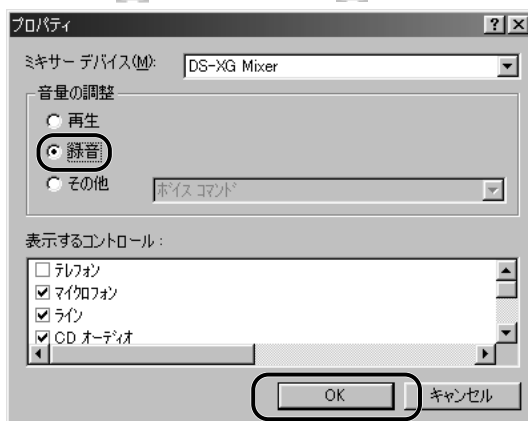 プロパティ
ミキサー デバイス(M): DS-XG Mixer
音量の調整
再生
録音
その他 ボイス コマンド
表示するコントロール：
テレフォン
マイクロフォン
ライン
CD オーディオ
OK キャンセル